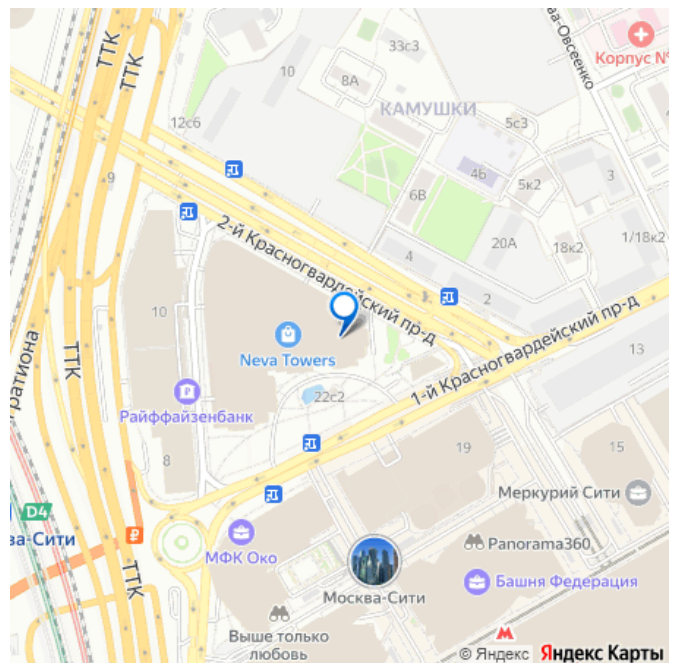 ТТК
ТТК
33с3
ва-Овсеенко
Корпус №
10
8А
КАМУШКИ
12с6
5с3
4Б
3
9
6В
5к2
2-й Красногвардейский пр-д
4
20А
18к2
1/18к2
10
2
Neva Towers
1-й Красногвардейский пр-д
13
ТТК
гратиона
22с2
Райффайзенбанк
8
19
15
Меркурий Сити
D4
ва-Сити
МФК Око
Panorama360
Башня Федерация
Москва-Сити
ТТК
Выше только
любовь
© Яндекс Яндекс Карты